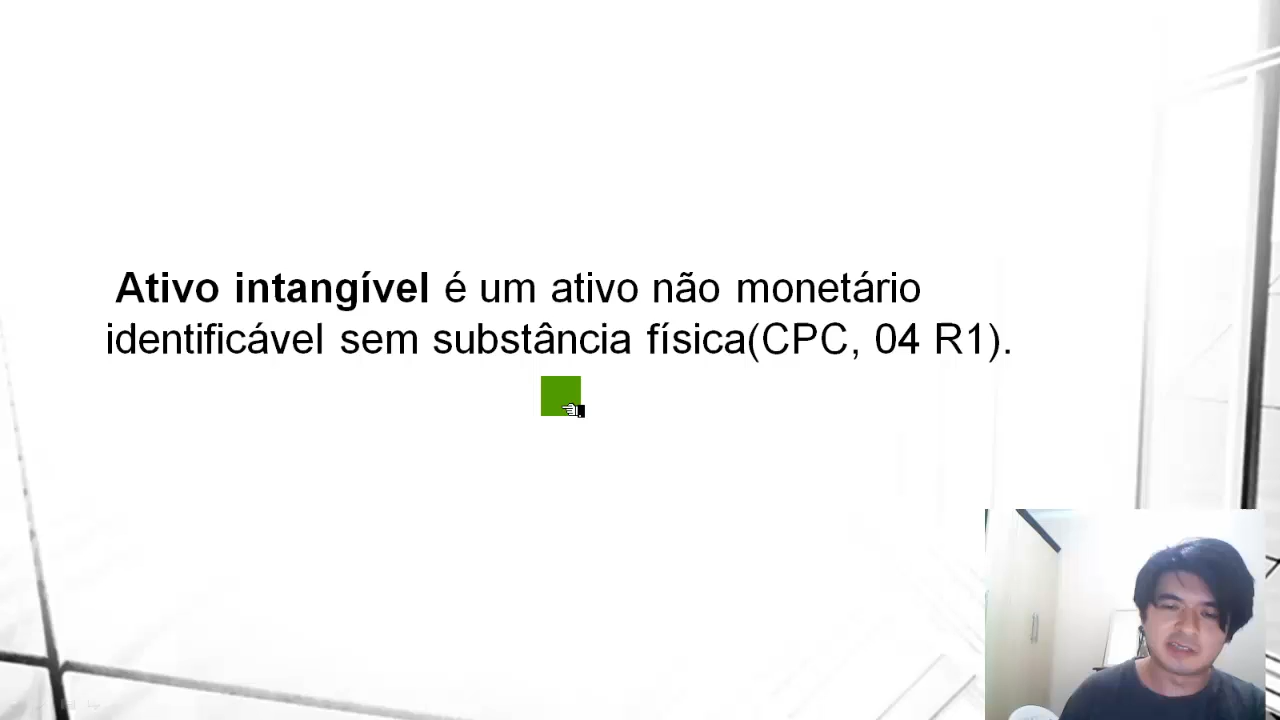 Ativo intangível é um ativo não monetário
identificável sem substância física(CPC, 04 R1).